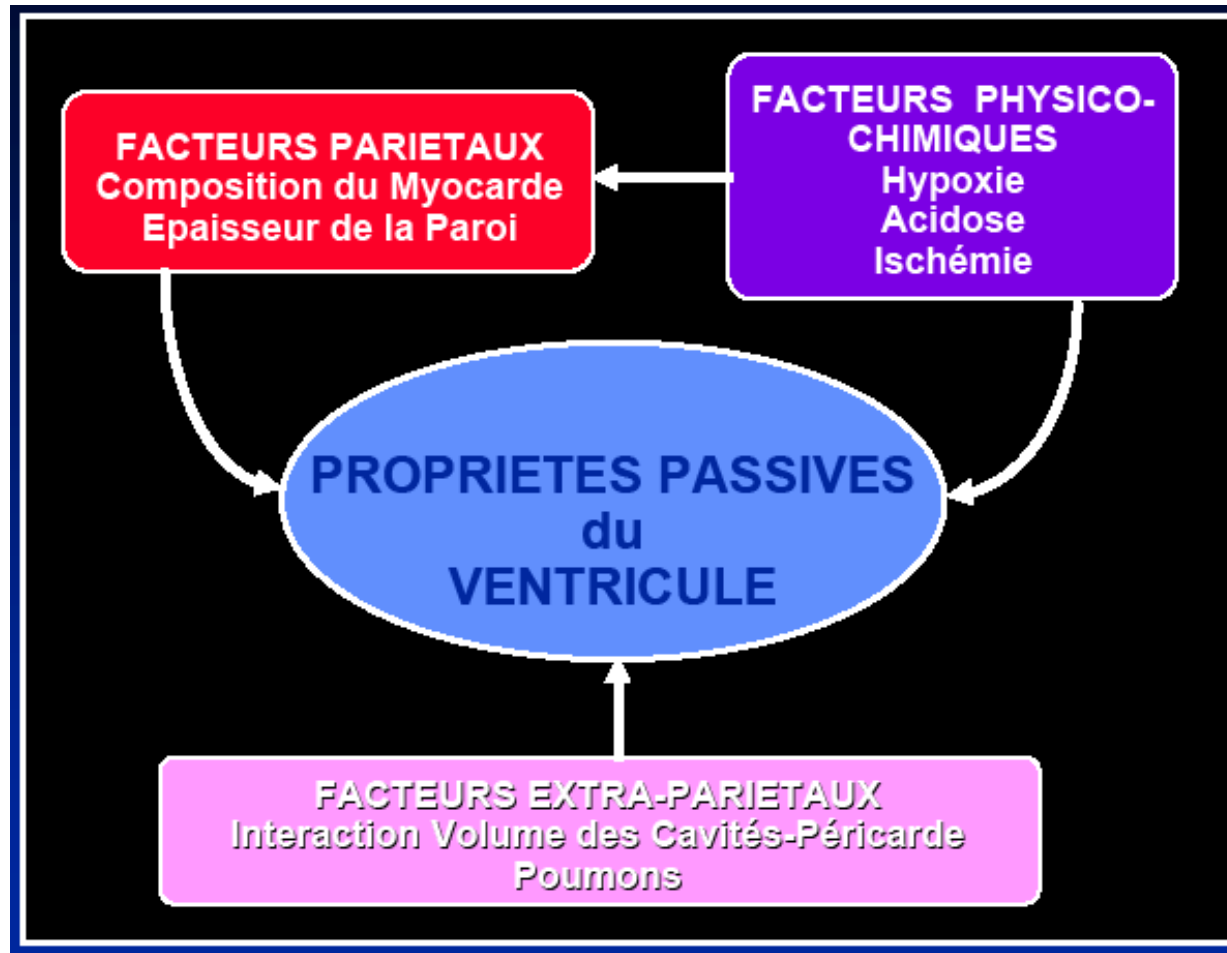 FACTEURS PARIETAUX
Composition du Myocarde
Epaisseur de la Paroi
FACTEURS PHYSICO-
CHIMIQUES
Hypoxie
Acidose
Ischémie
PROPRIETES PASSIVES
du
VENTRICULE
FACTEURS EXTRA-PARIETAUX
Interaction Volume des Cavités-Péricarde
Poumons